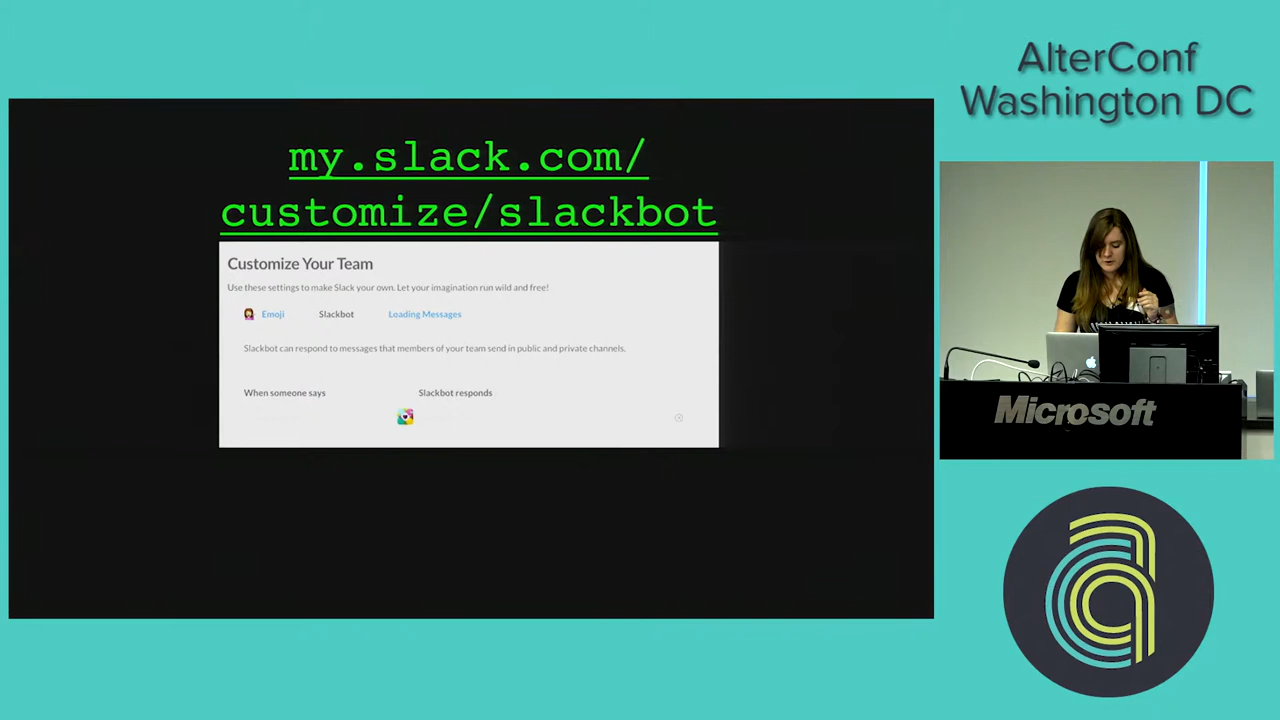 AlterConf
Washington DC
my.slack.com/
customize/slackbot
Customize Your Team
Use these settings to make Slack your own. Let your imagination run wild and free!
Emoji Slackbot Loading Messages
Slackbot can respond to messages that members of your team send in public and private channels.
When someone says Slackbot responds
Microsoft